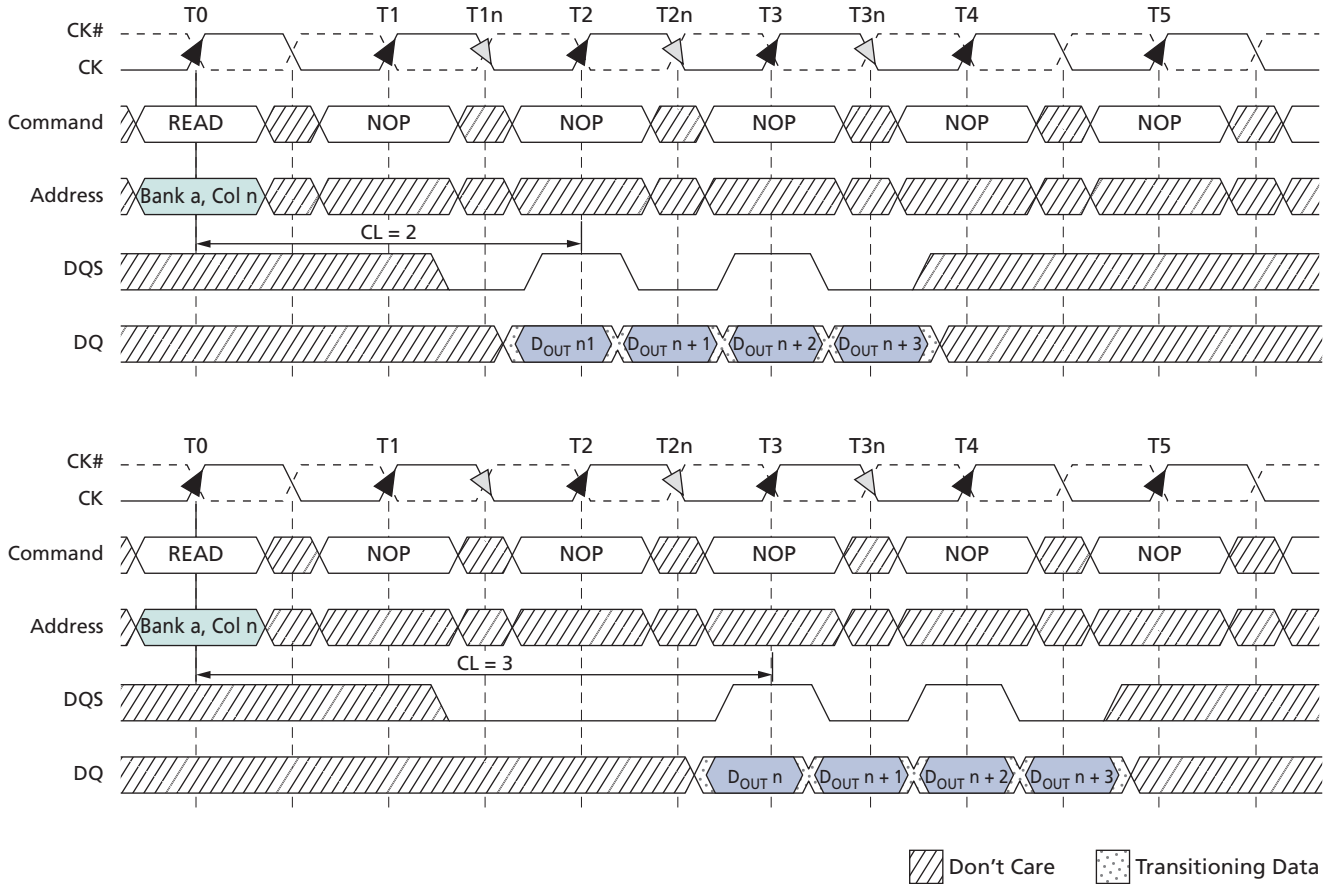 T0 T1 T1n T2 T2n T3 T3n T4 T5
CK#
CK
Command READ NOP NOP NOP NOP NOP
Address Bank a, Col n
CL = 2
DQS
DQ DOUT n1 DOUT n + 1 DOUT n + 2 DOUT n + 3
T0 T1 T2 T2n T3 T3n T4 T5
CK#
CK
Command READ NOP NOP NOP NOP NOP
Address Bank a, Col n
CL = 3
DQS
DQ DOUT n DOUT n + 1 DOUT n + 2 DOUT n + 3
Don't Care Transitioning Data